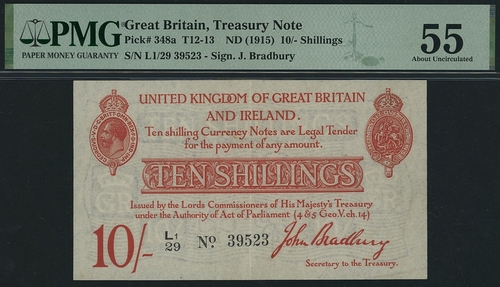 PMG
PAPER MONEY GUARANTY
Great Britain, Treasury Note
Pick# 348a T12-13 ND (1915) 10/- Shillings
S/N L1/29 39523 - Sign. J. Bradbury
55
About Uncirculated
UNITED KINGDOM OF GREAT BRITAIN
AND IRELAND.
Ten shilling Currency Notes are Legal Tender
for the payment of any amount.
TEN SHILLINGS
Issued by the Lords Commissioners of His Majesty's Treasury
under the Authority of Act of Parliament (4 & 5 Geo. V. ch. 14)
10/- L1/29 No. 39523 John Bradbury
Secretary to the Treasury.